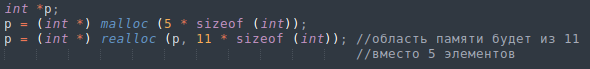 int *p;
p = (int *) malloc (5 * sizeof (int));
p = (int *) realloc (p, 11 * sizeof (int)); //область памяти будет из 11
//вместо 5 элементов